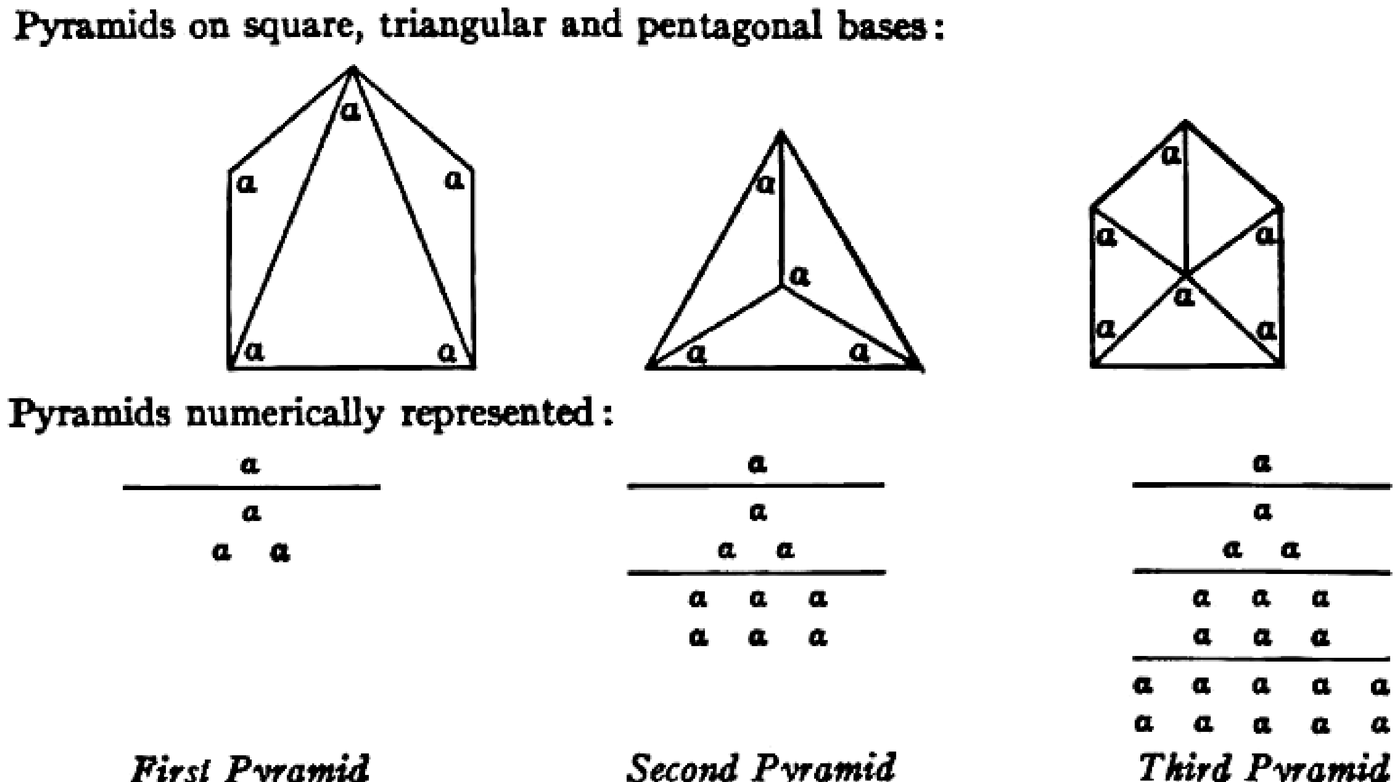 Pyramids on square, triangular and pentagonal bases:
a
a a a
a a
a
a a a
a a a
a a a
Pyramids numerically represented:
a a a
a a a
a a a a a
a a a a a a
a a a a a a
a a a a a
a a a a a
First Pyramid Second Pyramid Third Pyramid